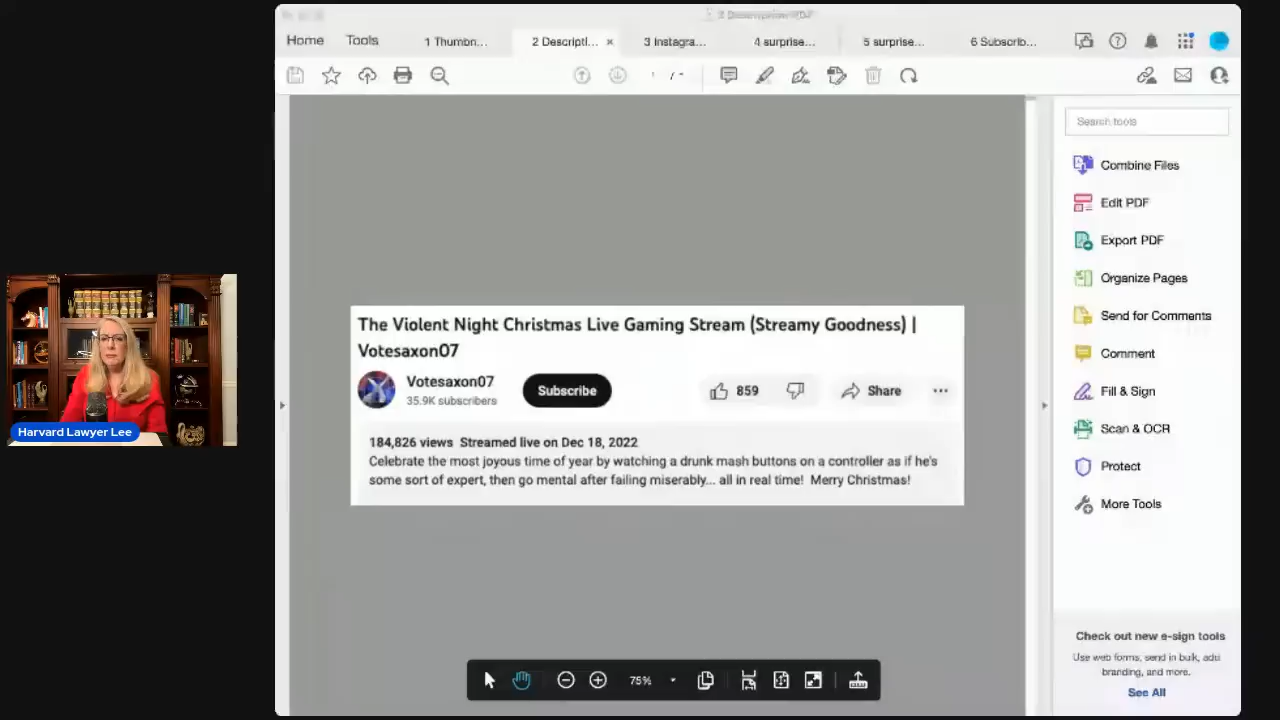 Home Tools 1 Thumbn... 2 Descripti... × 3 Instagra... 4 surprise... 5 surprise... 6 Subscrib...
Search tools
Combine Files
Edit PDF
Export PDF
Organize Pages
Send for Comments
Comment
Fill & Sign
Scan & OCR
Protect
More Tools
The Violent Night Christmas Live Gaming Stream (Streamy Goodness) |
Votesaxon07
Votesaxon07
35.9K subscribers
Subscribe
859
Share
184,826 views Streamed live on Dec 18, 2022
Celebrate the most joyous time of year by watching a drunk mash buttons on a controller as if he's
some sort of expert, then go mental after failing miserably... all in real time! Merry Christmas!
Harvard Lawyer Lee
75%
Check out new e-sign tools
Use web forms, send in bulk, add
branding, and more.
See All